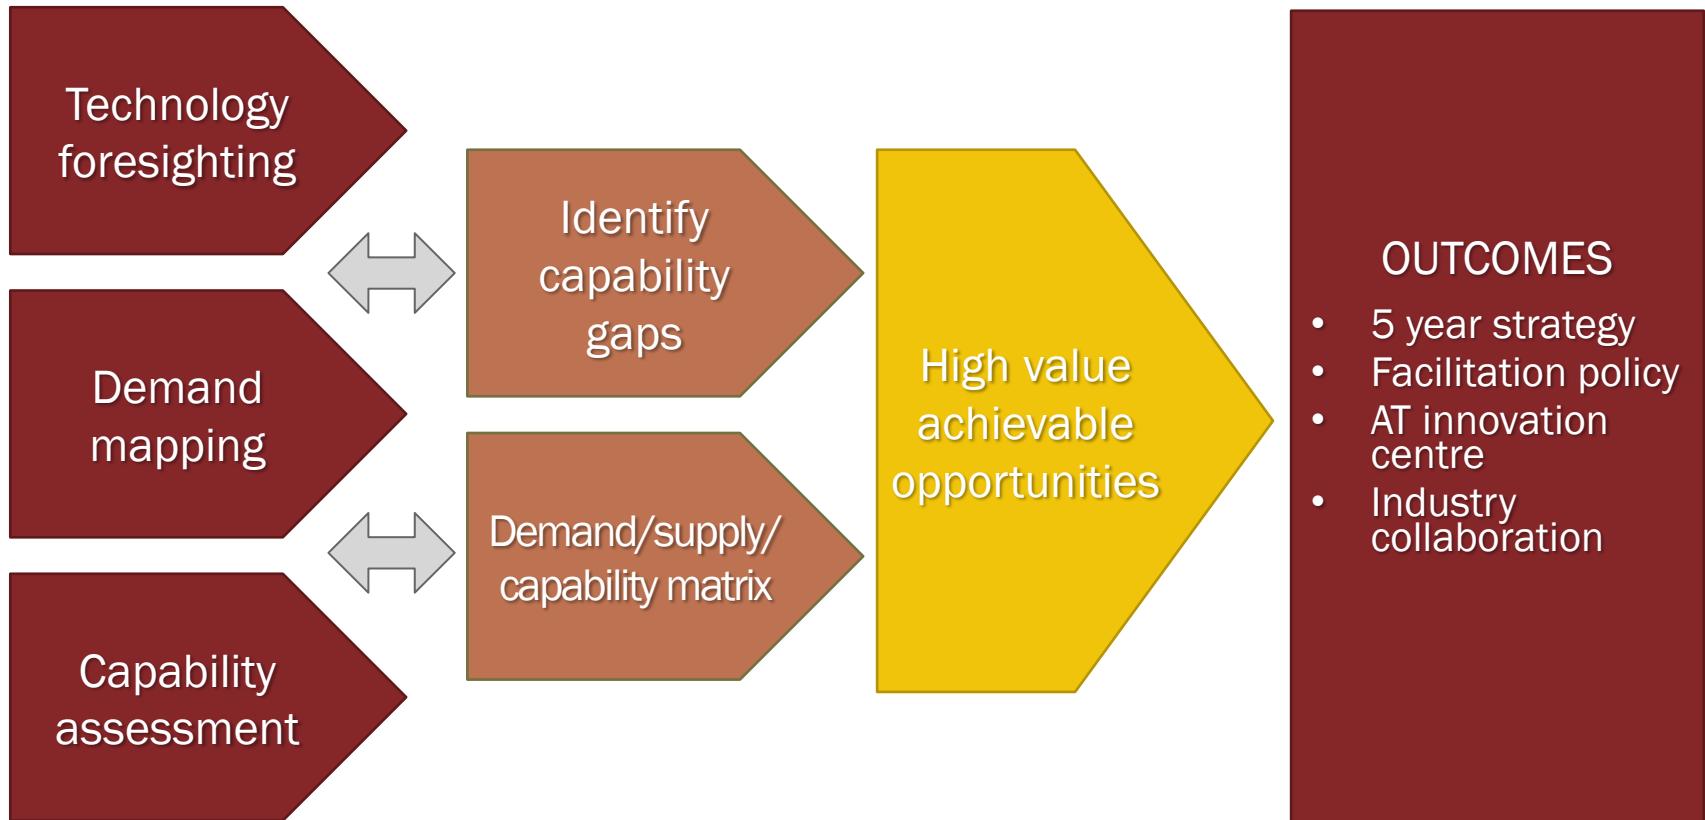 Technology
foresighting
Demand
mapping
Capability
assessment
Identify
capability
gaps
Demand/supply/
capability matrix
High value
achievable
opportunities
OUTCOMES
• 5 year strategy
• Facilitation policy
• AT innovation
centre
• Industry
collaboration